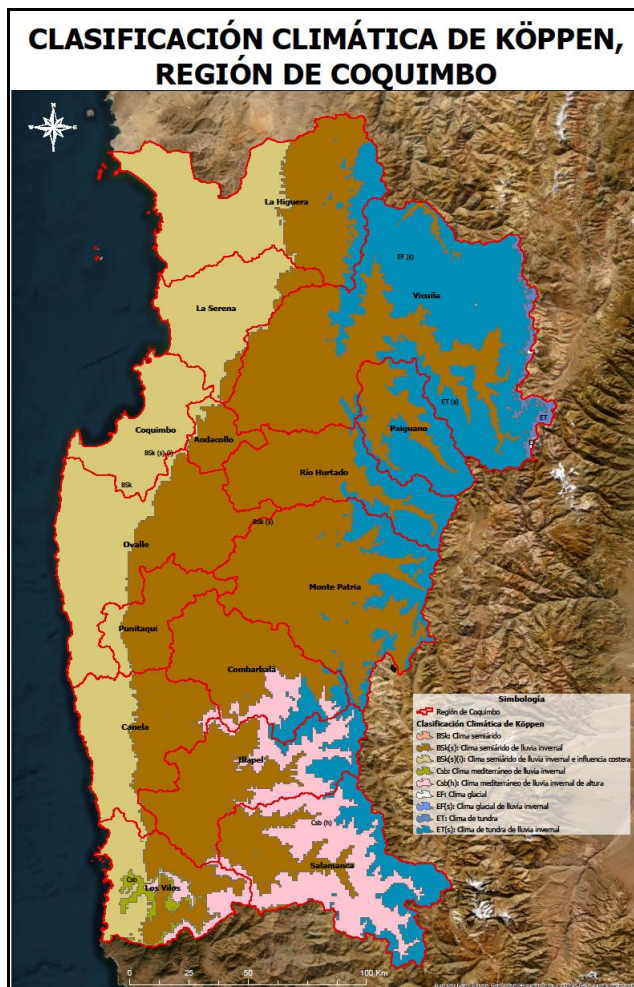 CLASIFICACIÓN CLIMÁTICA DE KÖPPEN,
REGIÓN DE COQUIMBO
La Higuera
EF (s)
Vicuña
La Serena
ET (s)
ET
Coquimbo
Andacollo
Paiguano
BSk (s) (i)
Río Hurtado
BSk
BSk (s)
Ovalle
Monte Patria
Punitaqui
Combarbalá
Canela
Illapel
Csb (h)
Salamanca
Csb
Los Vilos
Simbología
Región de Coquimbo
Clasificación Climática de Köppen
BSk: Clima semiárido
BSk(s): Clima semiárido de lluvia invernal
BSk(s)(i): Clima semiárido de lluvia invernal e influencia costera
Csb: Clima mediterráneo de lluvia invernal
Csb(h): Clima mediterráneo de lluvia invernal de altura
EF: Clima glacial
EF(s): Clima glacial de lluvia invernal
ET: Clima de tundra
ET(s): Clima de tundra de lluvia invernal
0 25 50 100 Km